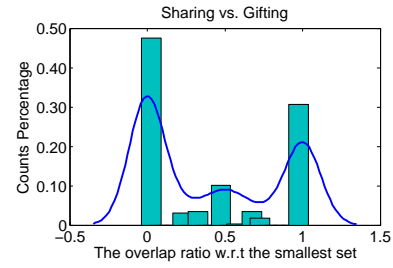 Sharing vs. Gifting
0.50
0.40
0.30
0.20
0.10
0
Counts Percentage
−0.5 0 0.5 1 1.5
The overlap ratio w.r.t the smallest set